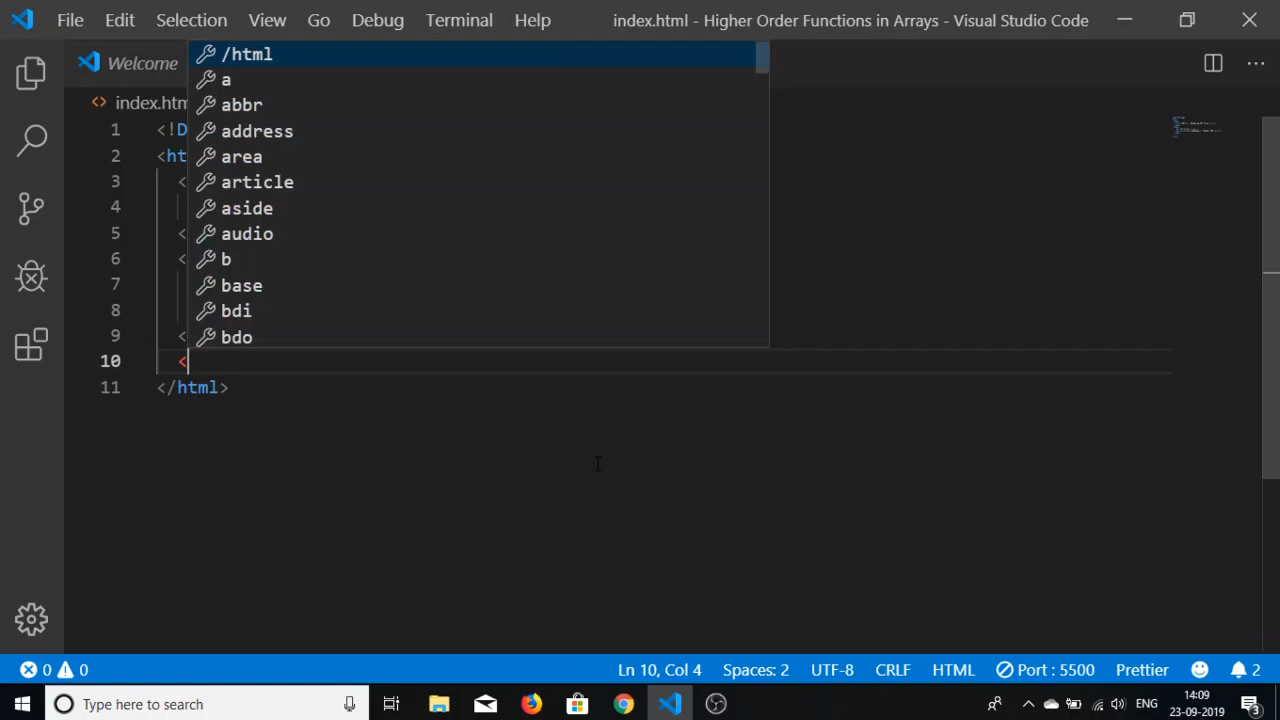 File Edit Selection View Go Debug Terminal Help index.html - Higher Order Functions in Arrays - Visual Studio Code
Welcome
/html
a
index.htm
abbr
1 <!D
address
2 <ht
area
3 <
article
4
aside
5 <
audio
6 <
b
7
base
8
bdi
9 <
bdo
10 <
11 </html>
0 0 Ln 10, Col 4 Spaces: 2 UTF-8 CRLF HTML Port : 5500 Prettier 2
Type here to search
ENG
14:09
23-09-2019
3